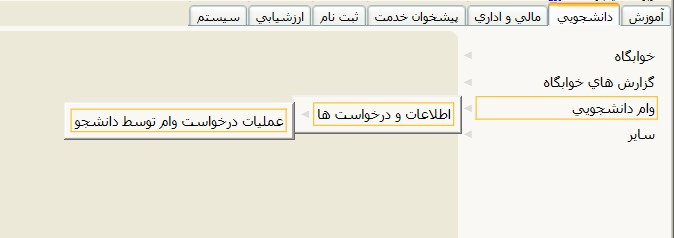 آموزش دانشجويي مالي و اداري پيشخوان خدمت ثبت نام ارزشيابي سيستم
خوابگاه
گزارش هاي خوابگاه
وام دانشجويي اطلاعات و درخواست ها عمليات درخواست وام توسط دانشجو
ساير